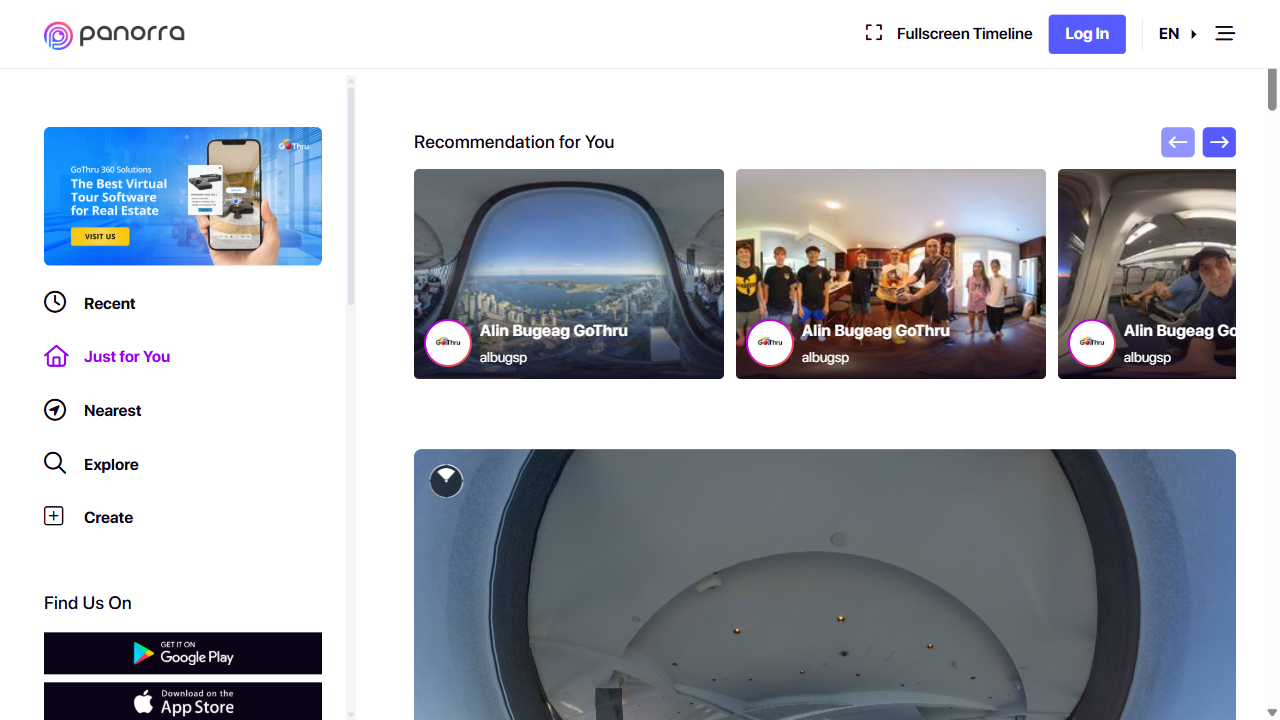 panorra
Fullscreen Timeline
Log In
EN
GoThru
GoThru 360 Solutions
The Best Virtual
Tour Software
for Real Estate
VISIT US
Recent
Just for You
Nearest
Explore
Create
Find Us On
GET IT ON
Google Play
Download on the
App Store
Recommendation for You
GoThru
Alin Bugeag GoThru
albugsp
GoThru
Alin Bugeag GoThru
albugsp
GoThru
Alin Bugeag Go
albugsp